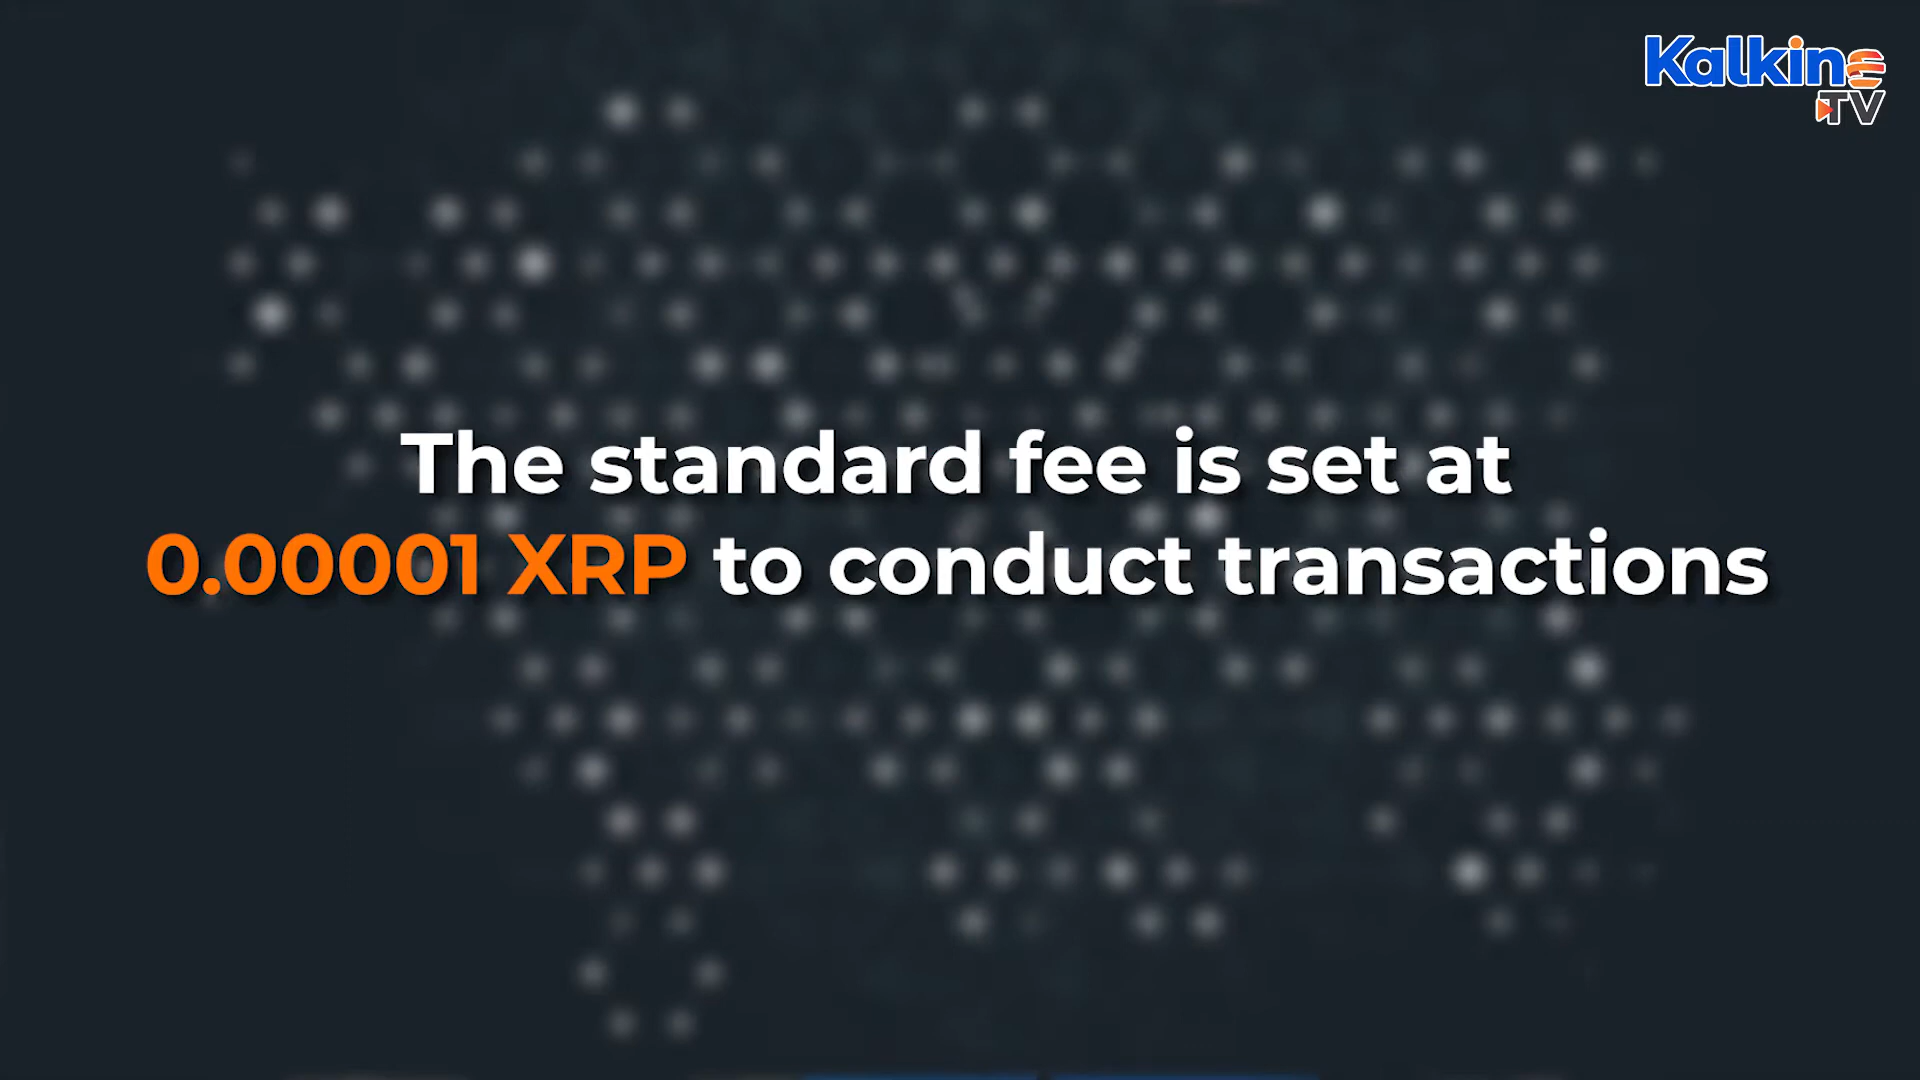 Kalkine
TV
The standard fee is set at
0.00001 XRP to conduct transactions